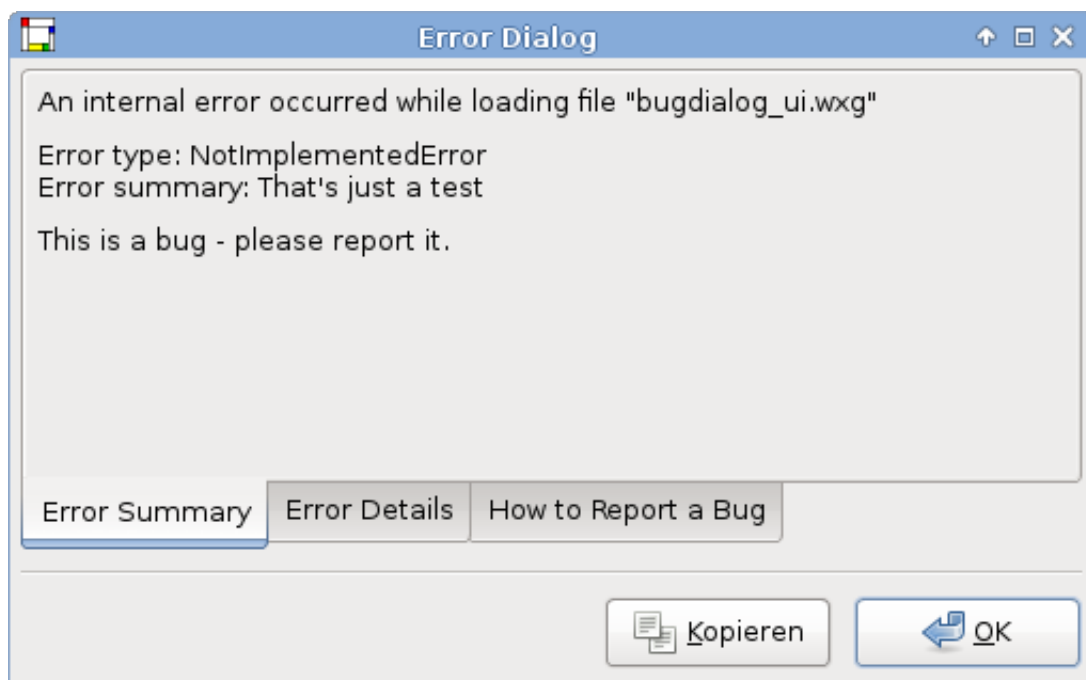 Error Dialog
An internal error occurred while loading file "bugdialog_ui.wxg"
Error type: NotImplementedError
Error summary: That's just a test
This is a bug - please report it.
Error Summary
Error Details
How to Report a Bug
Kopieren
OK